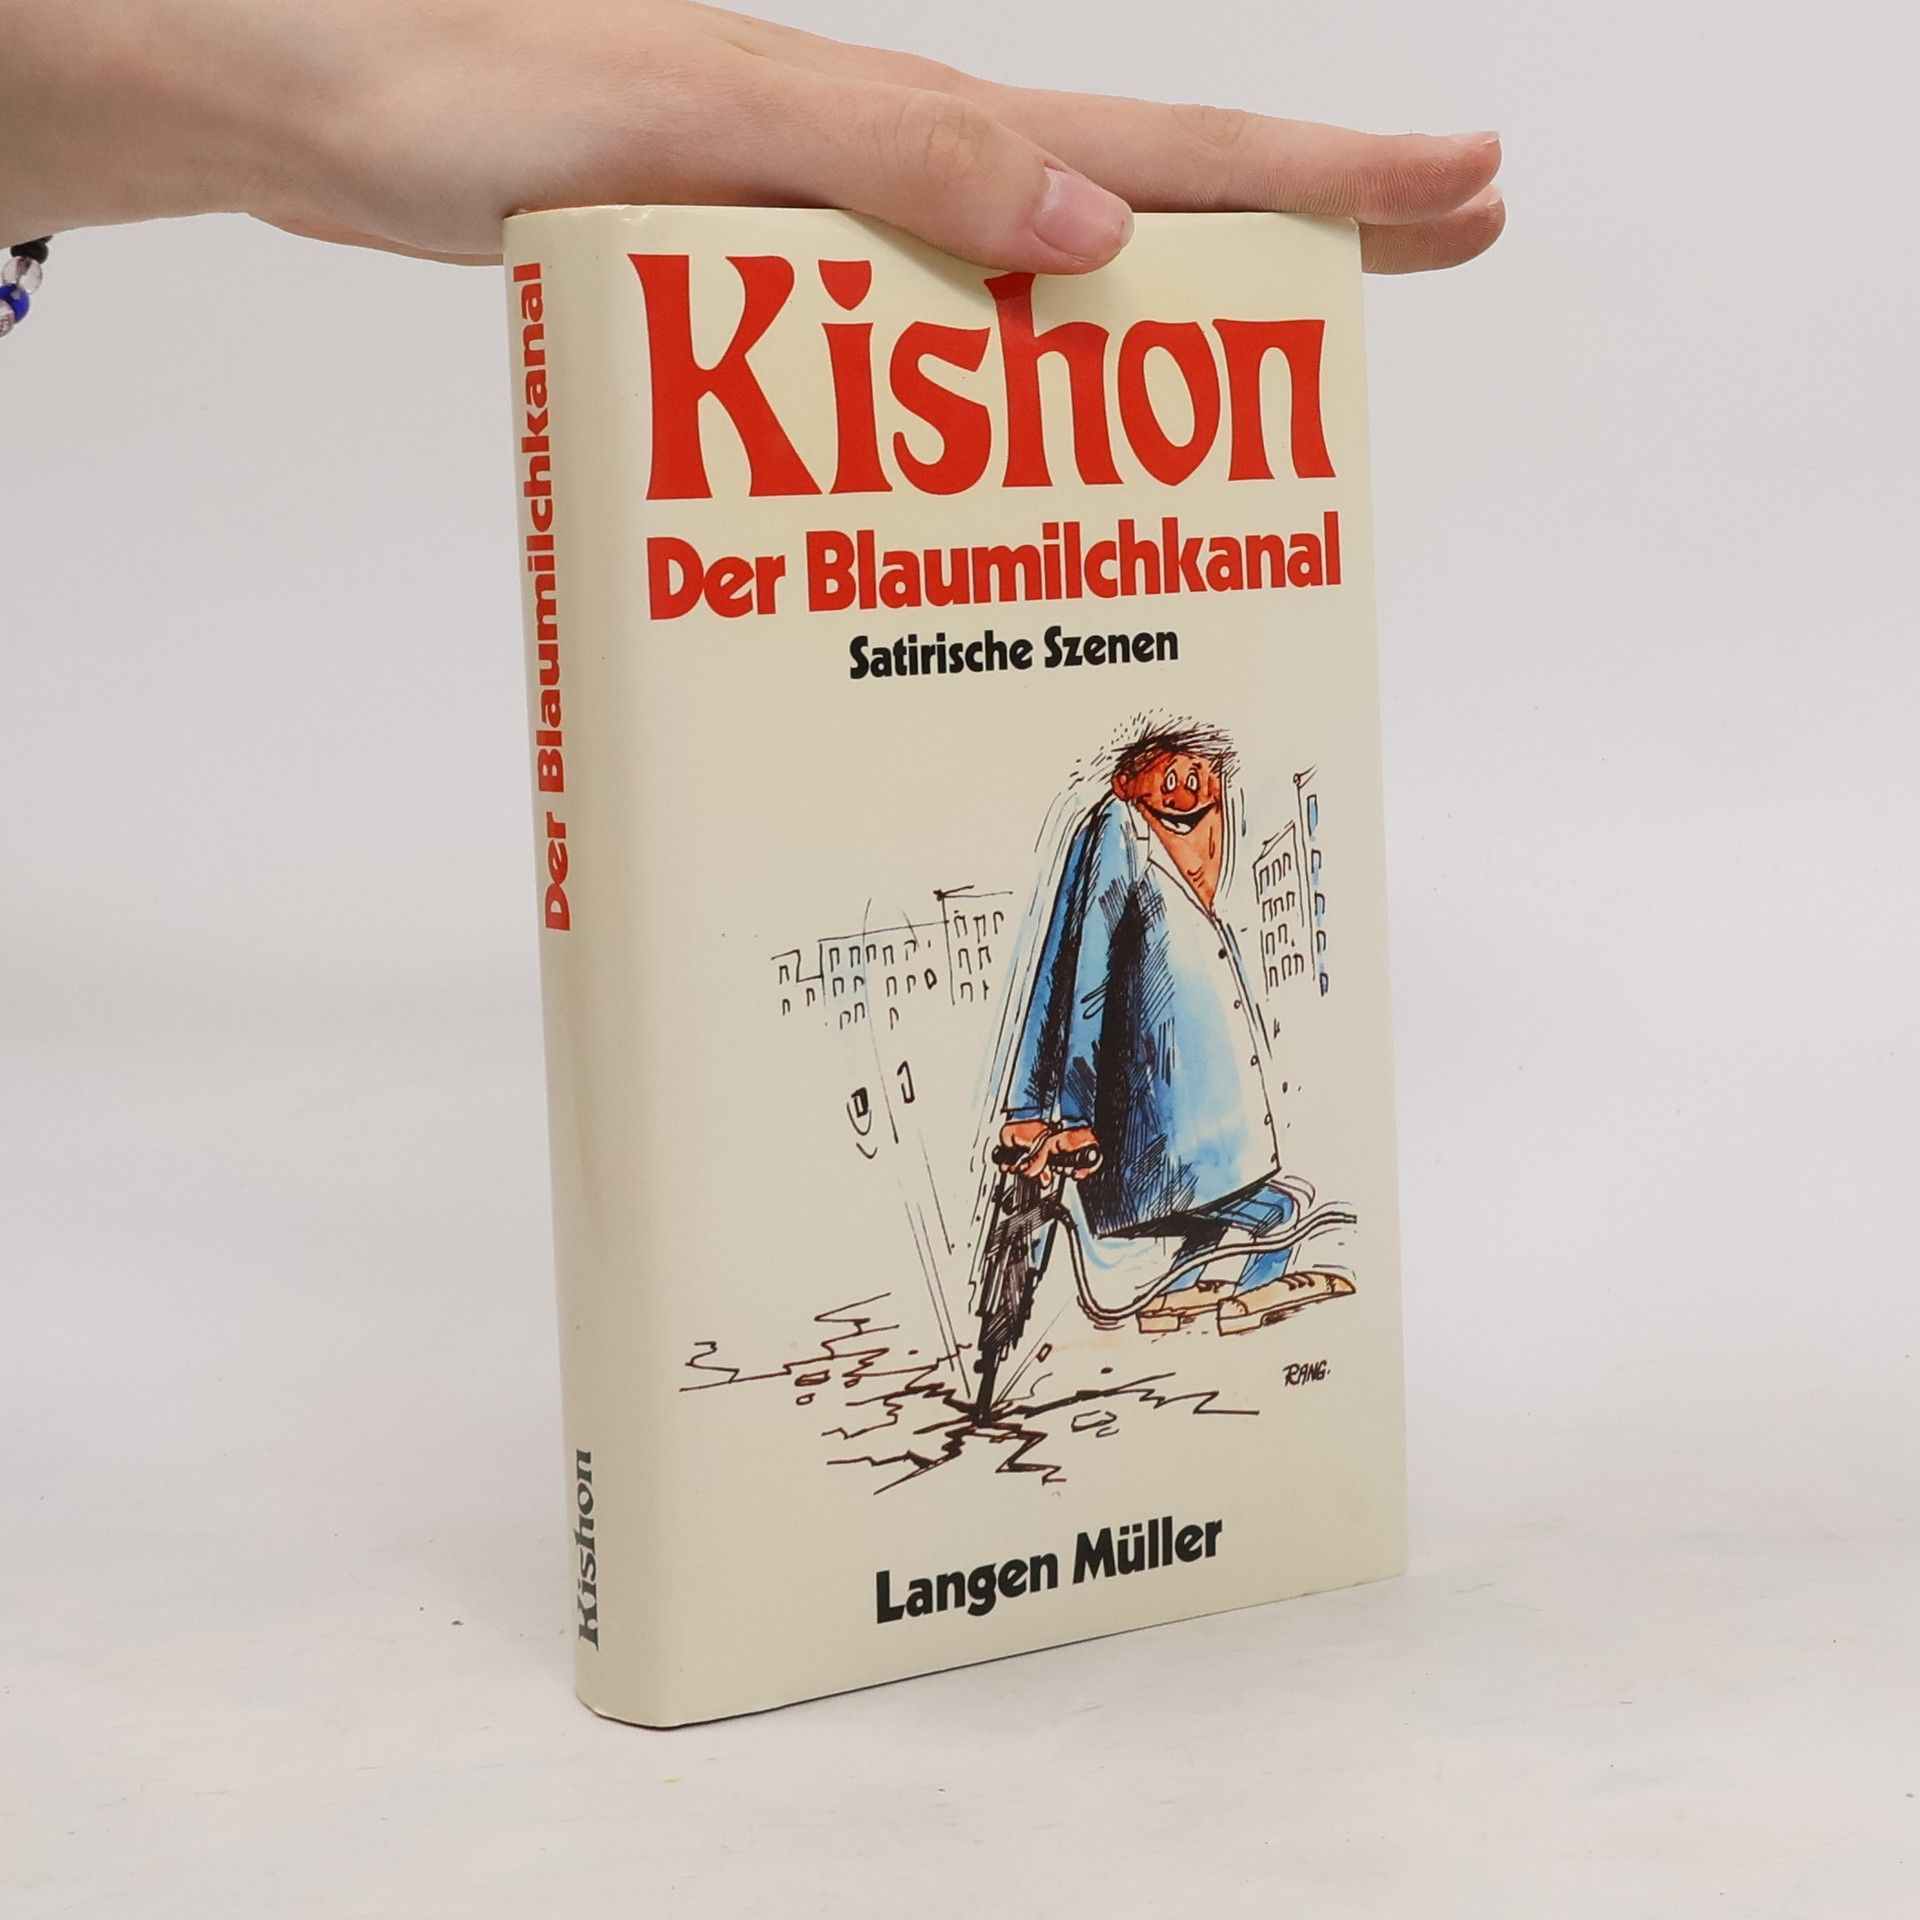 Kishon
Der Blaumilchkanal
Satirische Szenen
RANG.
Langen Müller
Der Blaumilchkanal
Kishon